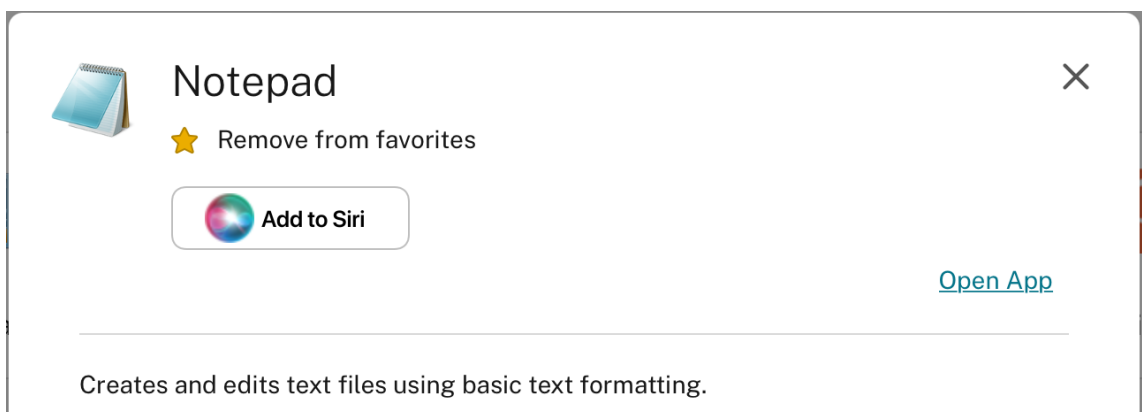 Notepad
Remove from favorites
Add to Siri
Open App
Creates and edits text files using basic text formatting.